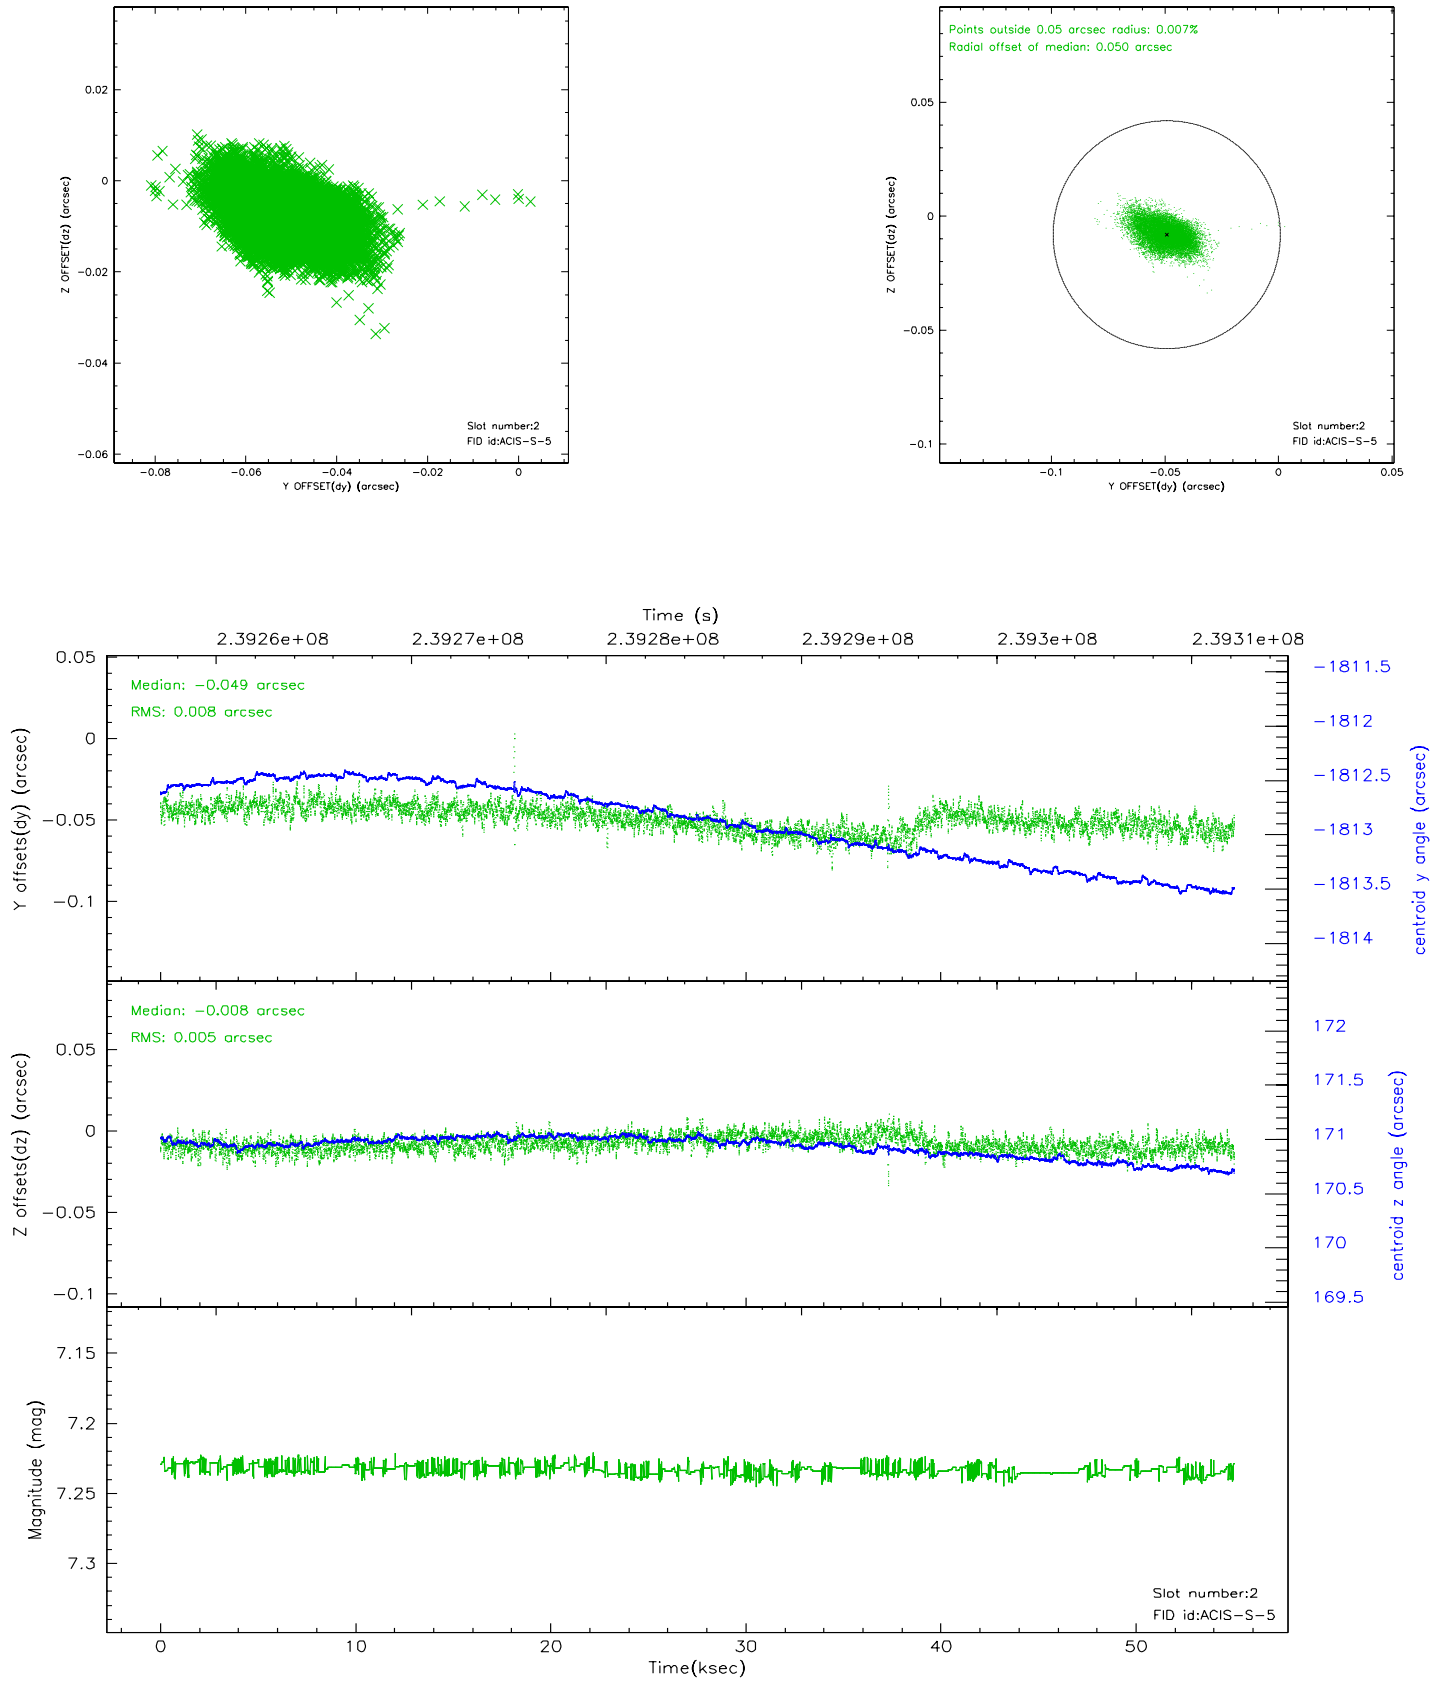 0.02
0
−0.02
−0.04
−0.06
Z OFFSET(dz) (arcsec)
Slot number:2
FID id:ACIS−S−5
−0.08
−0.06
−0.04
−0.02
0
Y OFFSET(dy) (arcsec)
Points outside 0.05 arcsec radius: 0.007%
Radial offset of median: 0.050 arcsec
0.05
0
−0.05
−0.1
Z OFFSET(dz) (arcsec)
Slot number:2
FID id:ACIS−S−5
−0.1
−0.05
0
0.05
Y OFFSET(dy) (arcsec)
Time (s)
2.3926e+08
2.3927e+08
2.3928e+08
2.3929e+08
2.393e+08
2.3931e+08
Median: −0.049 arcsec
RMS: 0.008 arcsec
0.05
0
−0.05
−0.1
Y offsets(dy) (arcsec)
−1811.5
−1812
−1812.5
−1813
−1813.5
−1814
centroid y angle (arcsec)
Median: −0.008 arcsec
RMS: 0.005 arcsec
0.05
0
−0.05
−0.1
Z offsets(dz) (arcsec)
172
171.5
171
170.5
170
169.5
centroid z angle (arcsec)
7.15
7.2
7.25
7.3
Magnitude (mag)
Slot number:2
FID id:ACIS−S−5
0
10
20
30
40
50
Time(ksec)